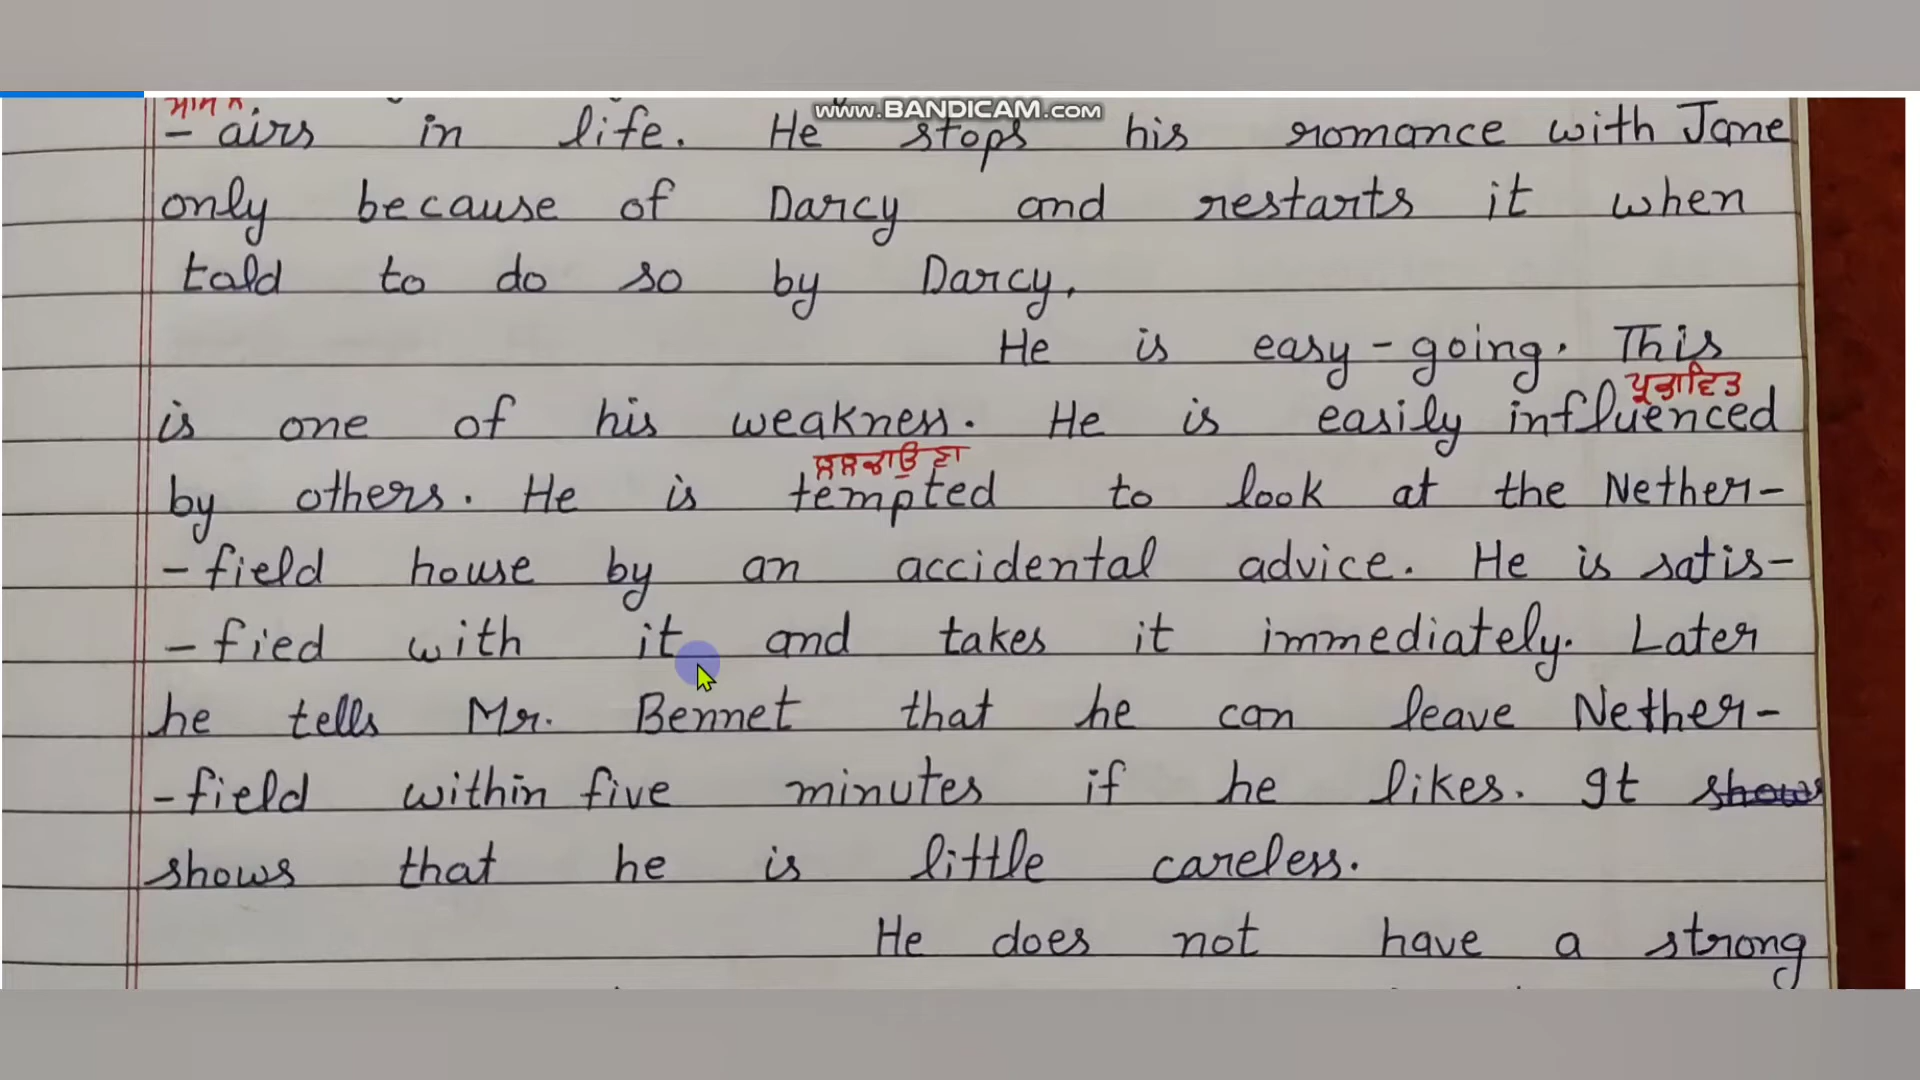 www.BANDICAM.com
-airs in life. He stops his romance with Jane
only because of Darcy and restarts it when
told to do so by Darcy.
He is easy-going. This
ਪ੍ਰਭਾਵਿਤ
is one of his weakness. He is easily influenced
by others. He is tempted to look at the Nether-
-field house by an accidental advice. He is satis-
-fied with it and takes it immediately. Later
he tells Mr. Bennet that he can leave Nether-
-field within five minutes if he likes. It shows
shows that he is little careless.
He does not have a strong